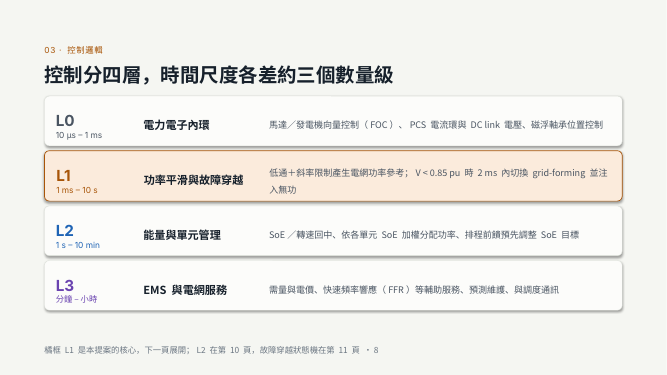 03 · 控制邏輯
控制分四層，時間尺度各差約三個數量級
L0
10 µs – 1 ms
電力電子內環
馬達／發電機向量控制（FOC）、PCS 電流環與 DC link 電壓、磁浮軸承位置控制
L1
1 ms – 10 s
功率平滑與故障穿越
低通＋斜率限制產生電網功率參考；V < 0.85 pu 時 2 ms 內切換 grid-forming 並注
入無功
L2
1 s – 10 min
能量與單元管理
SoE／轉速回中、依各單元 SoE 加權分配功率、排程前饋預先調整 SoE 目標
L3
分鐘 – 小時
EMS 與電網服務
需量與電價、快速頻率響應（FFR）等輔助服務、預測維護、與調度通訊
橘框 L1 是本提案的核心，下一頁展開；L2 在第 10 頁，故障穿越狀態機在第 11 頁 · 8